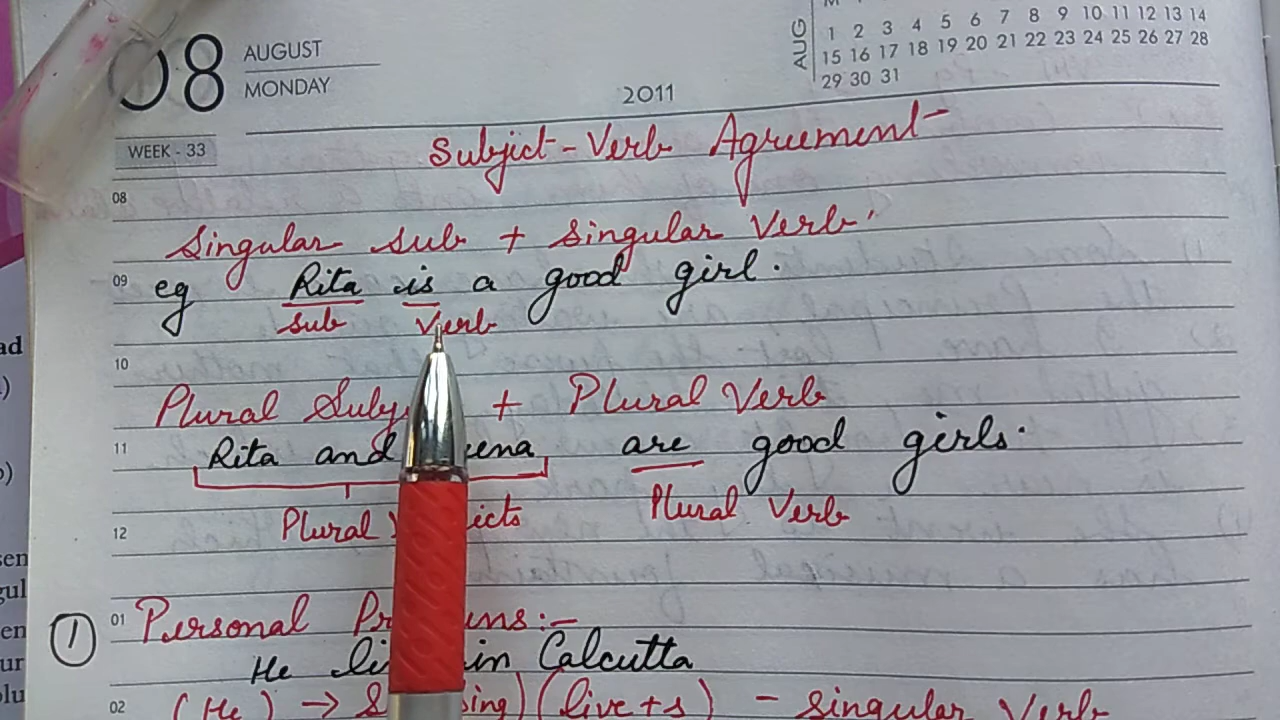 08 AUGUST
MONDAY
WEEK - 33
2011
AUG
1 2 3 4 5 6 7 8 9 10 11 12 13 14
15 16 17 18 19 20 21 22 23 24 25 26 27 28
29 30 31
Subject-Verb Agreement-
08
Singular sub + singular Verb.
09 eg Rita is a good girl.
sub Verb
10
Plural + Plural Verb
11 Rita and are good girls.
Plural Plural Verb
12
1 01 Personal :-
He in Calcutta
02 (He) → (live+s) - singular Verb